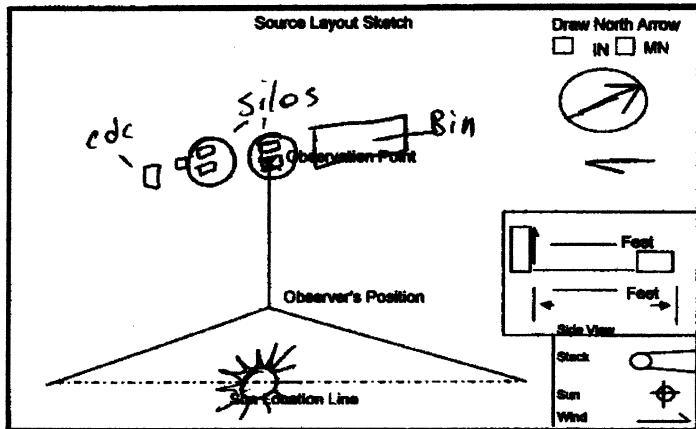 Source Layout Sketch
Draw North Arrow
IN MN
Silos
Bin
cdc
Observation Point
Feet
Observer's Position
Feet
Side View
Stack
Sun Location Line
Sun
Wind